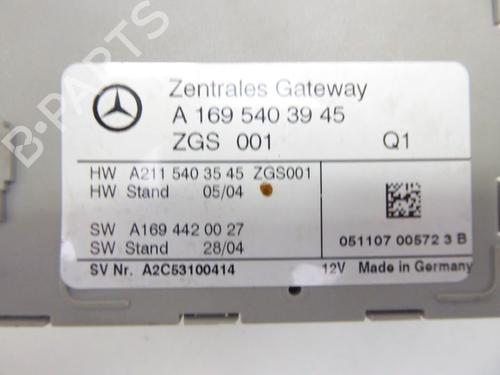 B-PARTS
Zentrales Gateway
A 169 540 39 45
ZGS 001 Q1
HW A211 540 35 45 ZGS001
HW Stand 05/04
SW A169 442 00 27
SW Stand 28/04
051107 00572 3 B
SV Nr. A2C53100414 12V Made in Germany